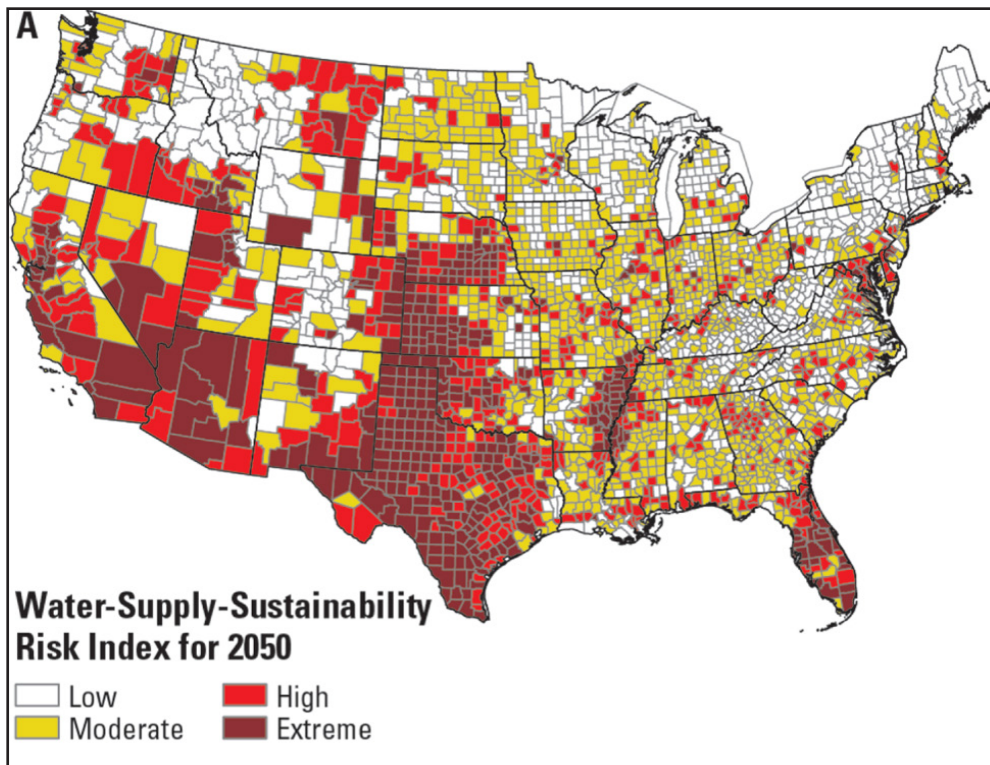 A
Water-Supply-Sustainability
Risk Index for 2050
Low
High
Moderate
Extreme